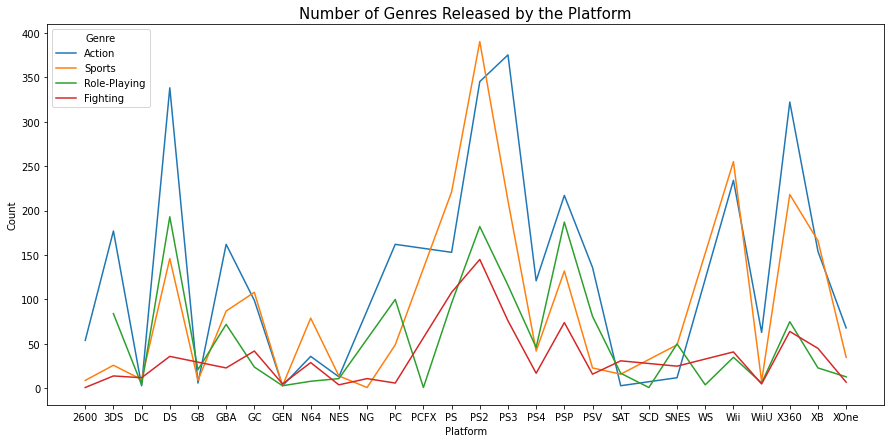 Number of Genres Released by the Platform
Genre
Action
Sports
Role-Playing
Fighting
400
350
300
250
200
150
100
50
0
Count
2600 3DS DC DS GB GBA GC GEN N64 NES NG PC PCFX PS PS2 PS3 PS4 PSP PSV SAT SCD SNES WS Wii WiiU X360 XB XOne
Platform